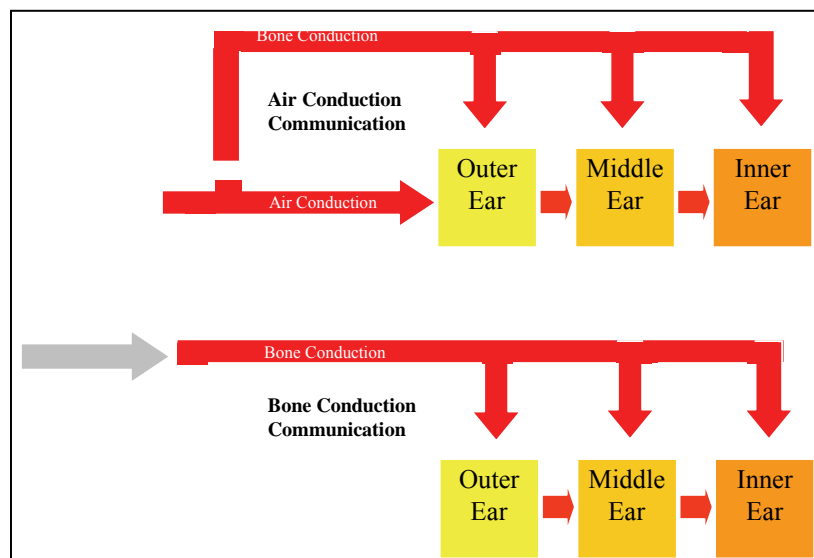 Bone Conduction
Air Conduction
Communication
Outer
Ear
Middle
Ear
Inner
Ear
Air Conduction
Bone Conduction
Bone Conduction
Communication
Outer
Ear
Middle
Ear
Inner
Ear